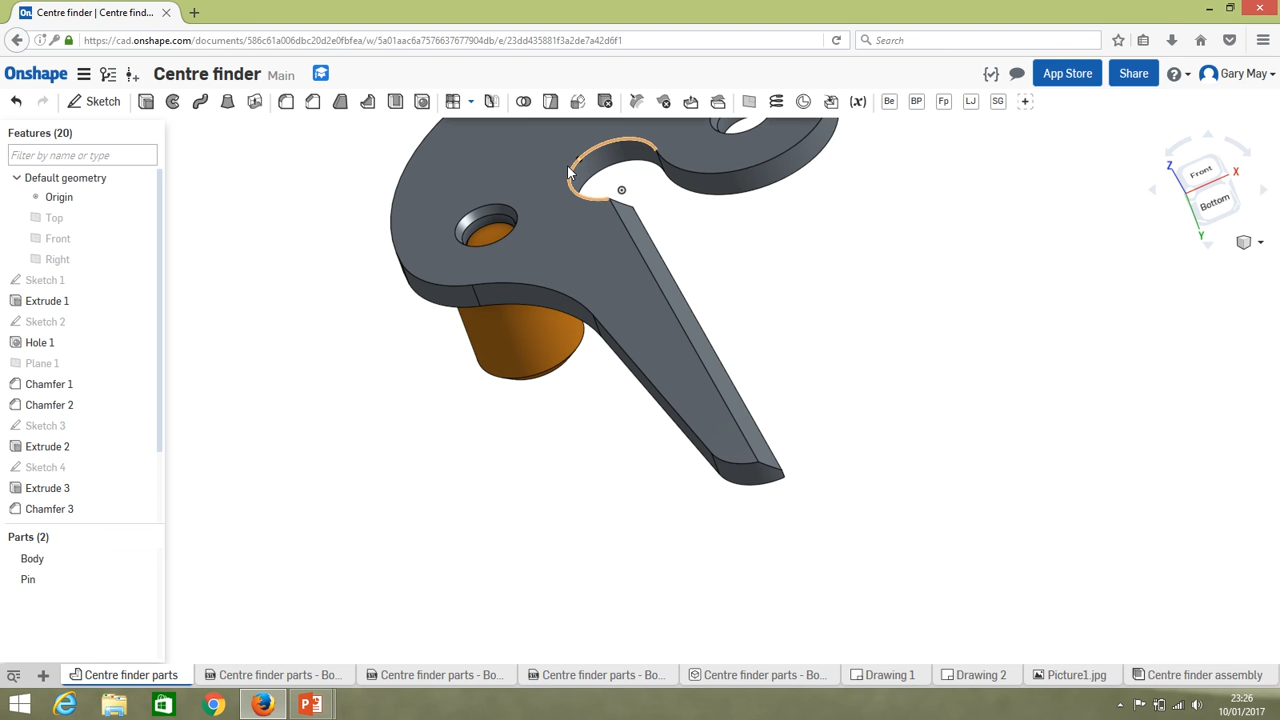 Centre finder | Centre find...
https://cad.onshape.com/documents/586c61a006dbc20d2e0fbfea/w/5a01aac6a7576637677904db/e/23dd435881f3a2de7a42d6f1
Search
Onshape
Centre finder Main
App Store
Share
Gary May
Sketch
(x)
Be
BP
Fp
LJ
SG
Features (20)
Filter by name or type
Default geometry
Origin
Top
Front
Right
Sketch 1
Extrude 1
Sketch 2
Hole 1
Plane 1
Chamfer 1
Chamfer 2
Sketch 3
Extrude 2
Sketch 4
Extrude 3
Chamfer 3
Parts (2)
Body
Pin
Z
Front
X
Bottom
Y
Centre finder parts
Centre finder parts - Bo...
Centre finder parts - Bo...
Centre finder parts - Bo...
Centre finder parts - Bo...
Drawing 1
Drawing 2
Picture1.jpg
Centre finder assembly
23:26
10/01/2017